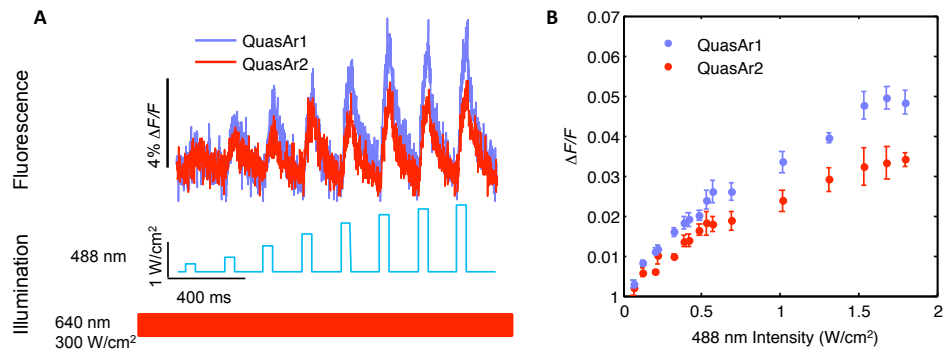 A
QuasAr1
QuasAr2
Fluorescence
4% ΔF/F
488 nm
1 W/cm²
400 ms
Illumination
640 nm
300 W/cm²
B
0.07
0.06
0.05
0.04
0.03
0.02
0.01
1
ΔF/F
QuasAr1
QuasAr2
0 0.5 1 1.5 2
488 nm Intensity (W/cm²)